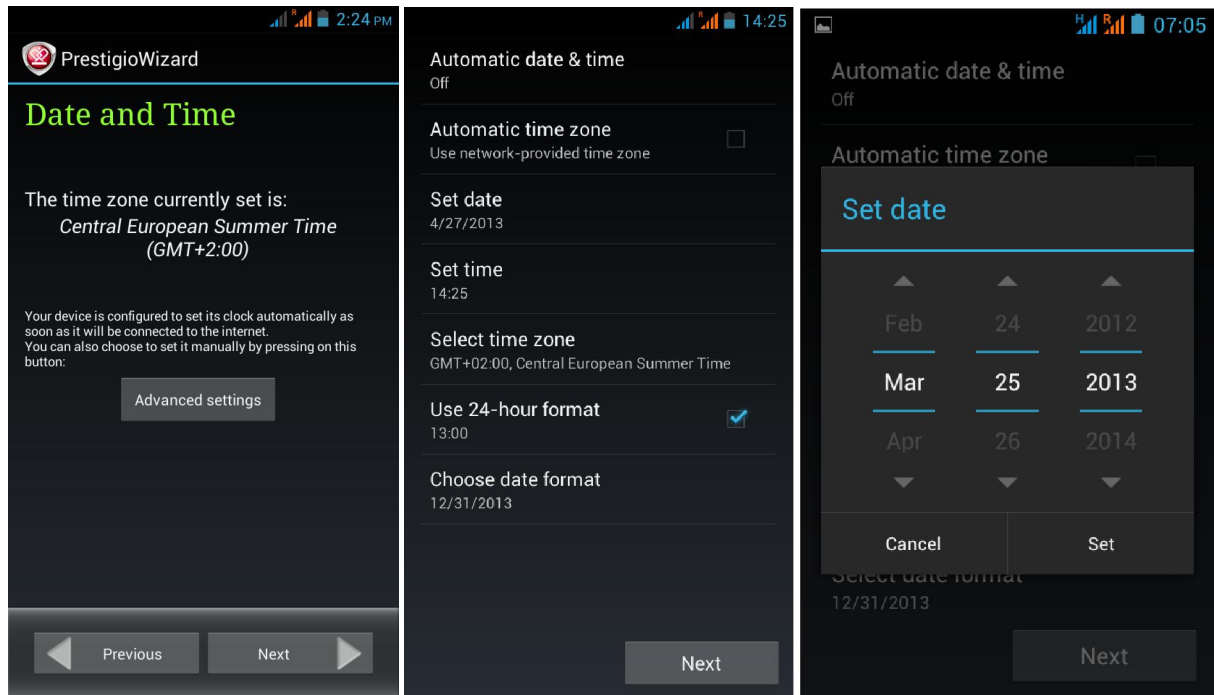 R 2:24 PM
PrestigioWizard
Date and Time
The time zone currently set is:
Central European Summer Time
(GMT+2:00)
Your device is configured to set its clock automatically as
soon as it will be connected to the internet.
You can also choose to set it manually by pressing on this
button:
Advanced settings
Previous
Next
R 14:25
Automatic date & time
Off
Automatic time zone
Use network-provided time zone
Set date
4/27/2013
Set time
14:25
Select time zone
GMT+02:00, Central European Summer Time
Use 24-hour format
13:00
Choose date format
12/31/2013
Next
H R 07:05
Automatic date & time
Off
Automatic time zone
Set date
Feb 24 2012
Mar 25 2013
Apr 26 2014
Cancel Set
Select date format
12/31/2013
Next